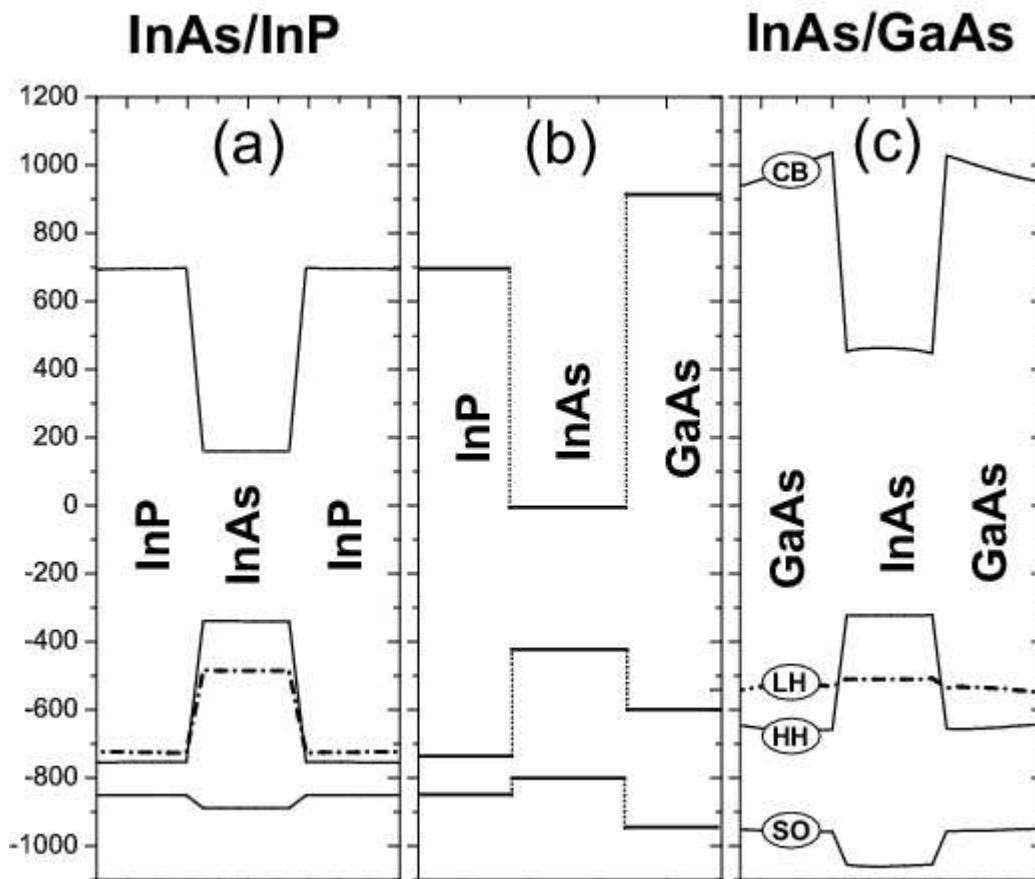 InAs/InP
InAs/GaAs
1200
1000
800
600
400
200
0
-200
-400
-600
-800
-1000
(a)
InP
InAs
InP
(b)
InP
InAs
GaAs
(c)
CB
GaAs
InAs
GaAs
LH
HH
SO